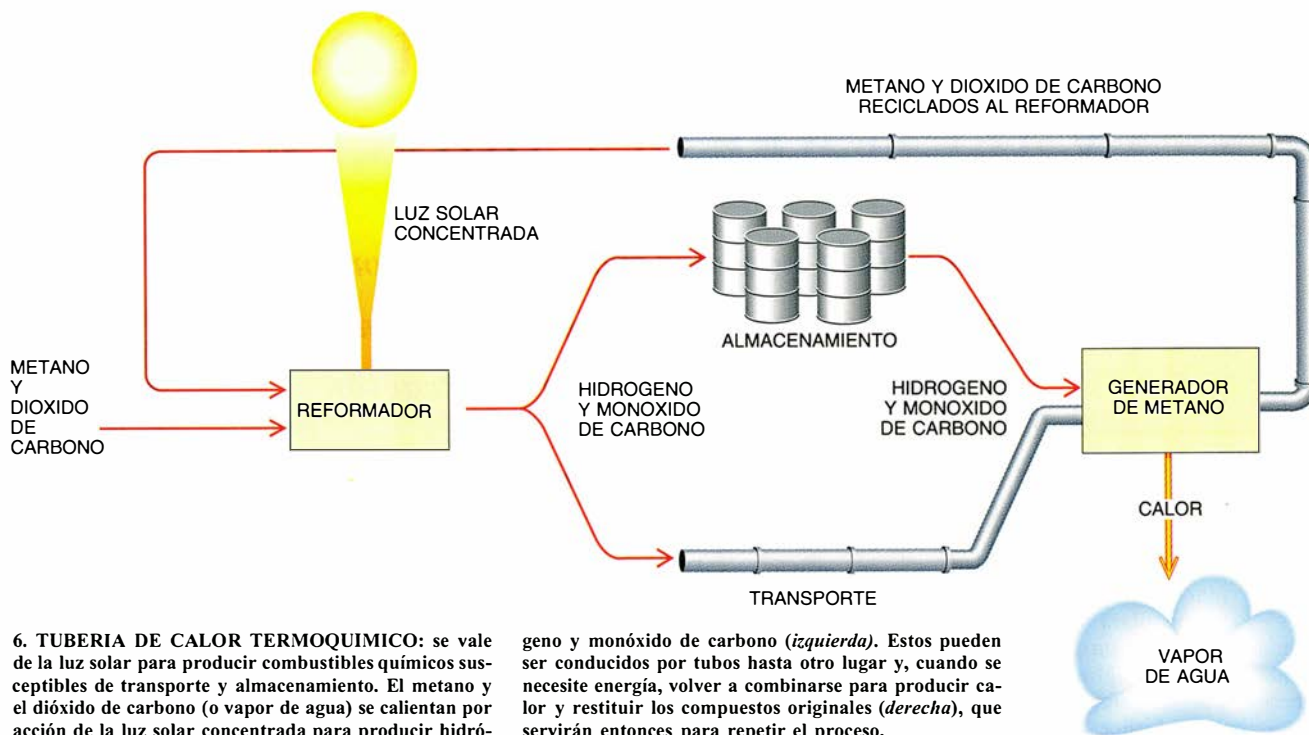 METANO Y DIOXIDO DE CARBONO
RECICLADOS AL REFORMADOR
LUZ SOLAR
CONCENTRADA
ALMACENAMIENTO
METANO
Y
DIOXIDO
DE
CARBONO
REFORMADOR
HIDROGENO
Y MONOXIDO
DE CARBONO
HIDROGENO
Y MONOXIDO
DE CARBONO
GENERADOR
DE METANO
CALOR
TRANSPORTE
VAPOR
DE AGUA
6. TUBERIA DE CALOR TERMOQUIMICO: se vale
de la luz solar para producir combustibles químicos sus-
ceptibles de transporte y almacenamiento. El metano y
el dióxido de carbono (o vapor de agua) se calientan por
acción de la luz solar concentrada para producir hidró-
geno y monóxido de carbono (izquierda). Estos pueden
ser conducidos por tubos hasta otro lugar y, cuando se
necesite energía, volver a combinarse para producir ca-
lor y restituir los compuestos originales (derecha), que
servirán entonces para repetir el proceso.